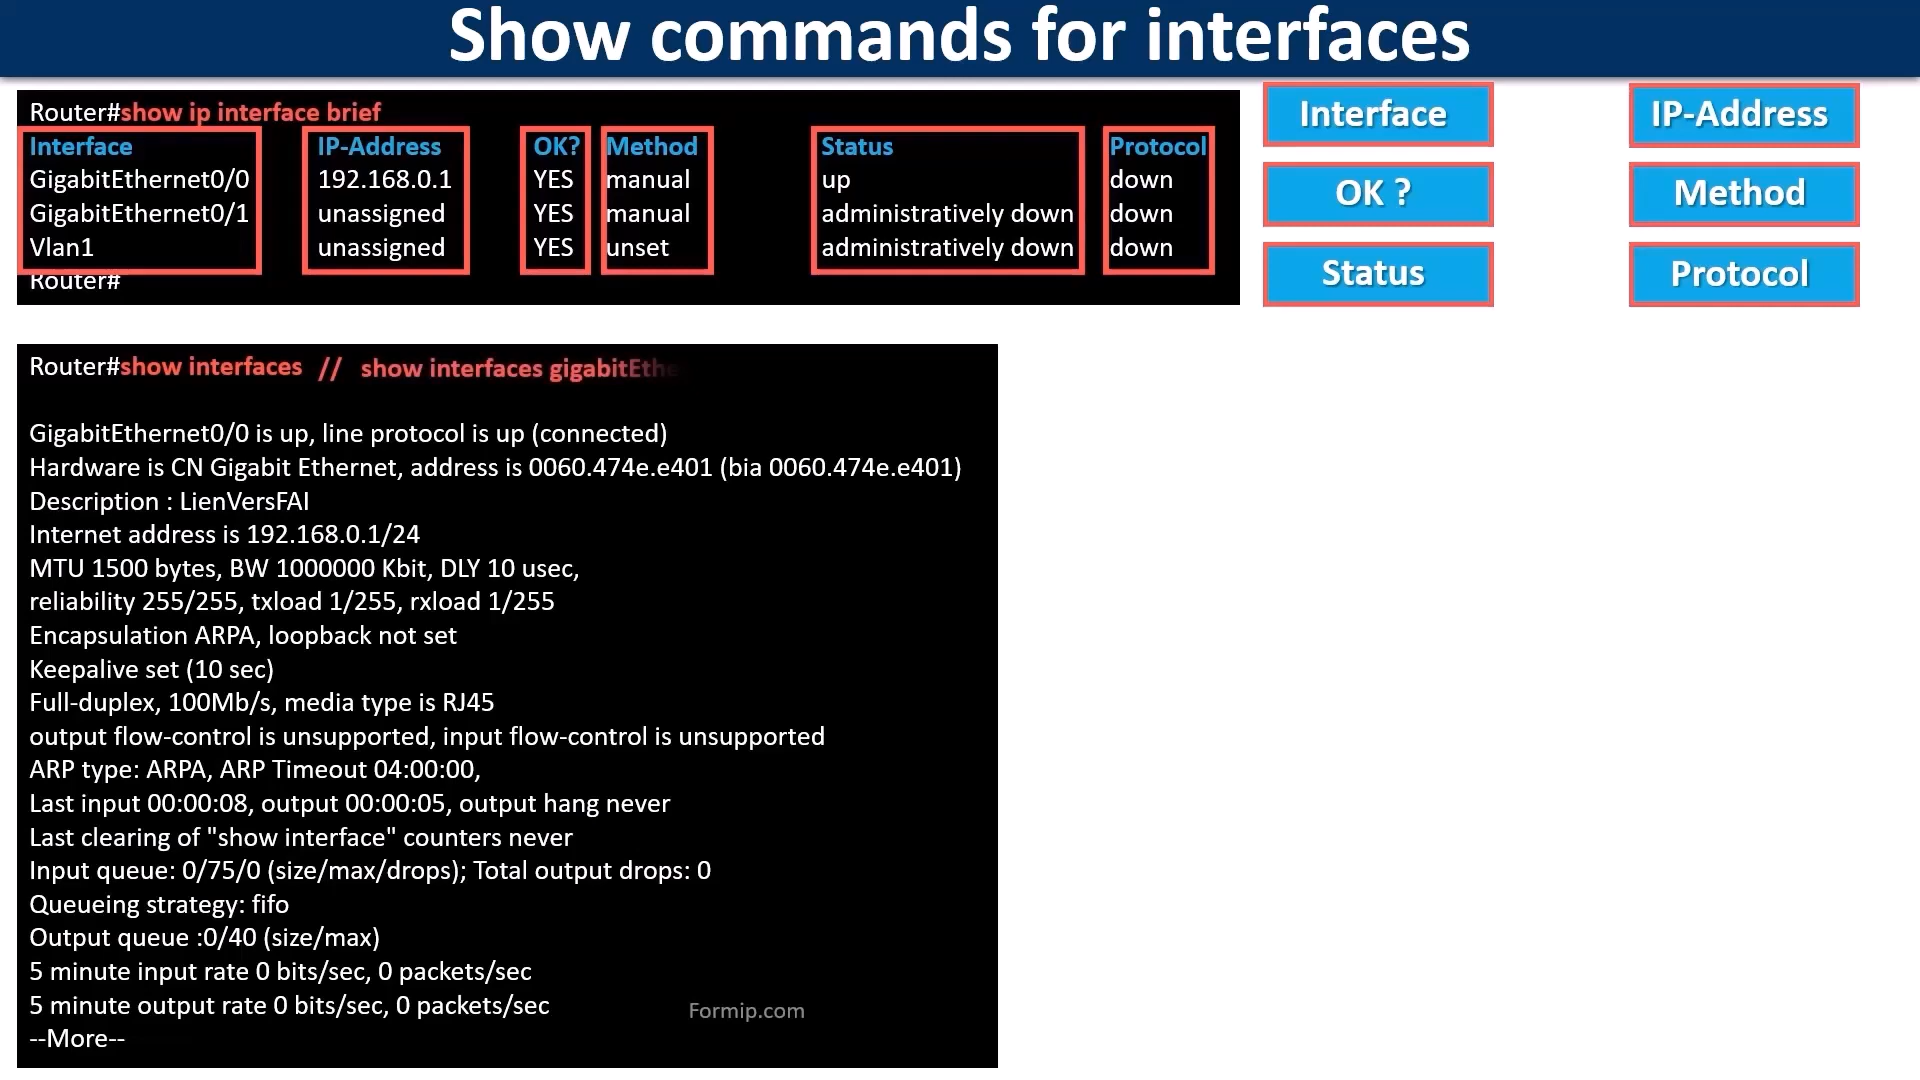 Show commands for interfaces
Router#show ip interface brief
Interface IP-Address OK? Method Status Protocol
GigabitEthernet0/0 192.168.0.1 YES manual up down
GigabitEthernet0/1 unassigned YES manual administratively down down
Vlan1 unassigned YES unset administratively down down
Router#
Interface IP-Address
OK ? Method
Status Protocol
Router#show interfaces // show interfaces gigabitEthe
GigabitEthernet0/0 is up, line protocol is up (connected)
Hardware is CN Gigabit Ethernet, address is 0060.474e.e401 (bia 0060.474e.e401)
Description : LienVersFAI
Internet address is 192.168.0.1/24
MTU 1500 bytes, BW 1000000 Kbit, DLY 10 usec,
reliability 255/255, txload 1/255, rxload 1/255
Encapsulation ARPA, loopback not set
Keepalive set (10 sec)
Full-duplex, 100Mb/s, media type is RJ45
output flow-control is unsupported, input flow-control is unsupported
ARP type: ARPA, ARP Timeout 04:00:00,
Last input 00:00:08, output 00:00:05, output hang never
Last clearing of "show interface" counters never
Input queue: 0/75/0 (size/max/drops); Total output drops: 0
Queueing strategy: fifo
Output queue :0/40 (size/max)
5 minute input rate 0 bits/sec, 0 packets/sec
5 minute output rate 0 bits/sec, 0 packets/sec
--More--
Formip.com